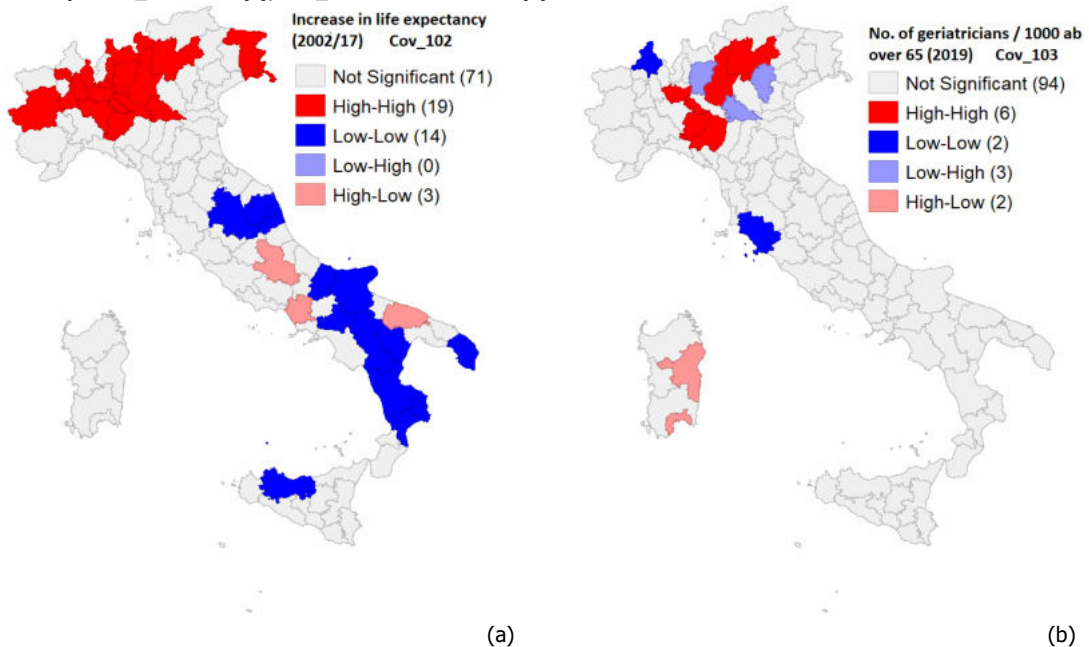 Increase in life expectancy
(2002/17) Cov_102
Not Significant (71)
High-High (19)
Low-Low (14)
Low-High (0)
High-Low (3)
(a)
No. of geriatricians / 1000 ab
over 65 (2019) Cov_103
Not Significant (94)
High-High (6)
Low-Low (2)
Low-High (3)
High-Low (2)
(b)